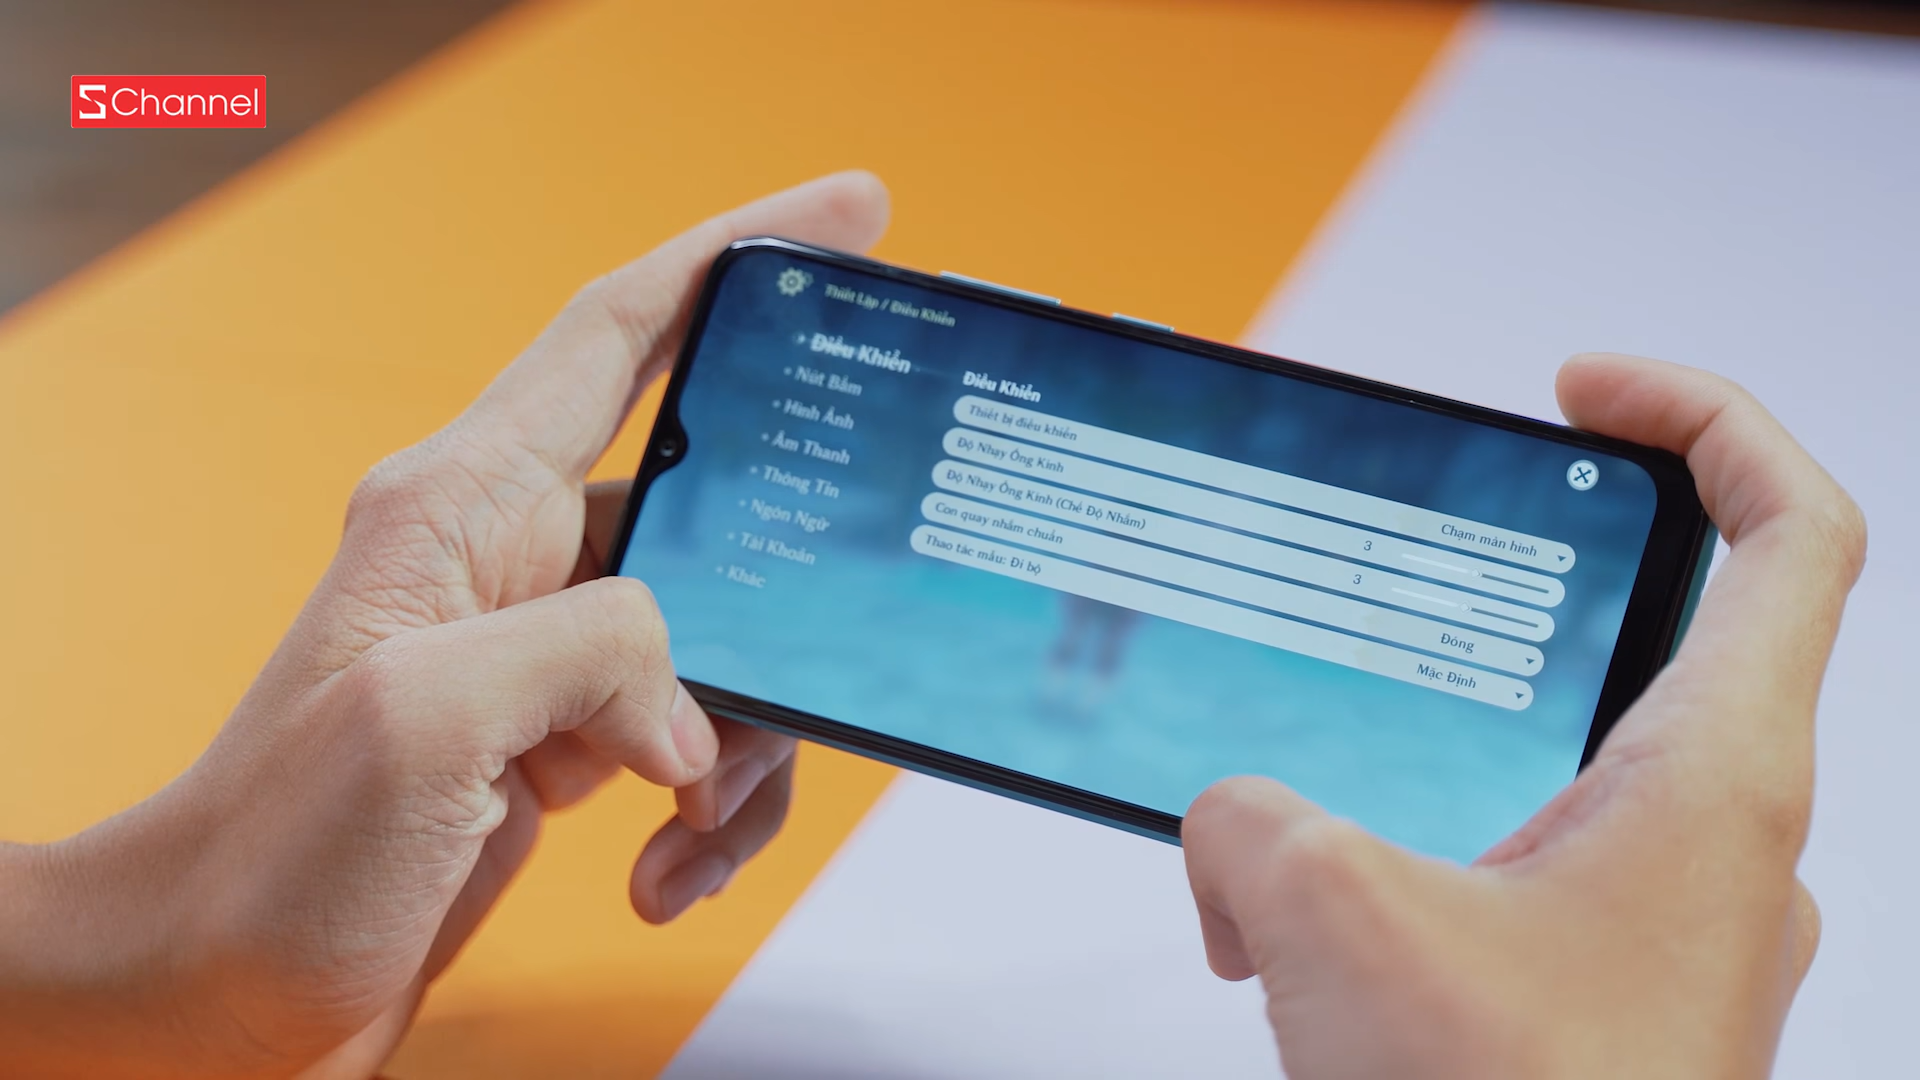 SChannel
Thiết Lập / Điều Khiển
Điều Khiển
Nút Bấm
Hình Ảnh
Âm Thanh
Thông Tin
Ngôn Ngữ
Tài Khoản
Khác
Điều Khiển
Thiết bị điều khiển
Chạm màn hình
Độ Nhạy Ống Kính
3
Độ Nhạy Ống Kính (Chế Độ Nhắm)
3
Con quay nhắm chuẩn
Đóng
Thao tác mẫu: Đi bộ
Mặc Định